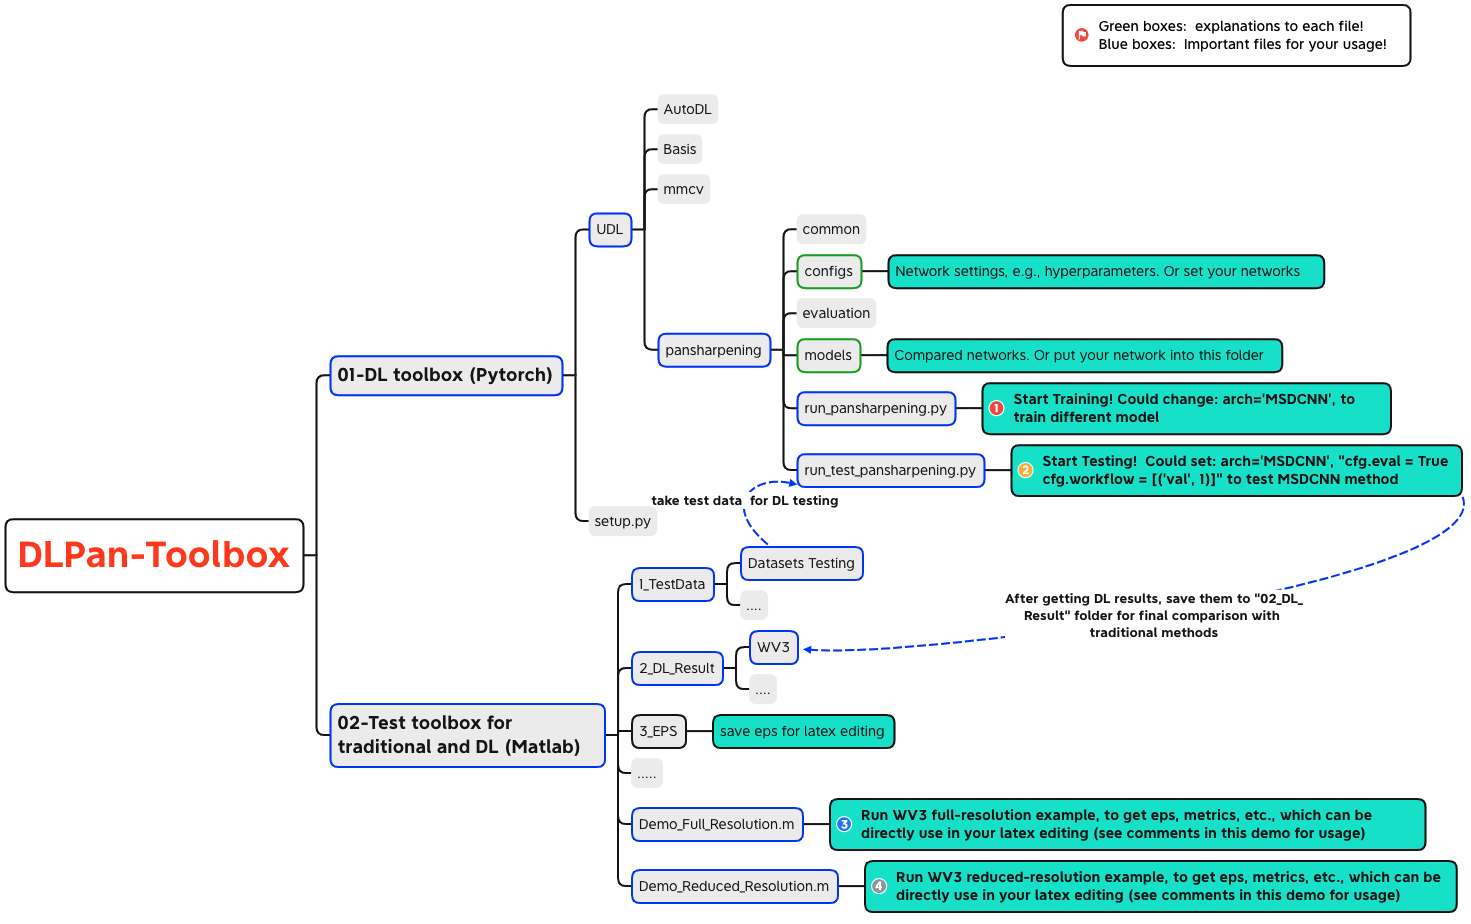 Green boxes:  explanations to each file!
Blue boxes:  Important files for your usage!
AutoDL
Basis
mmcv
UDL
common
configs
Network settings, e.g., hyperparameters. Or set your networks
evaluation
pansharpening
models
Compared networks. Or put your network into this folder
01-DL toolbox (Pytorch)
run_pansharpening.py
1
Start Training! Could change: arch='MSDCNN', to
train different model
run_test_pansharpening.py
2
Start Testing!  Could set: arch='MSDCNN', "cfg.eval = True
cfg.workflow = [('val', 1)]" to test MSDCNN method
take test data  for DL testing
setup.py
DLPan-Toolbox
1_TestData
Datasets Testing
....
After getting DL results, save them to "02_DL_
Result" folder for final comparison with
traditional methods
2_DL_Result
WV3
....
02-Test toolbox for
traditional and DL (Matlab)
3_EPS
save eps for latex editing
.....
Demo_Full_Resolution.m
3
Run WV3 full-resolution example, to get eps, metrics, etc., which can be
directly use in your latex editing (see comments in this demo for usage)
Demo_Reduced_Resolution.m
4
Run WV3 reduced-resolution example, to get eps, metrics, etc., which can be
directly use in your latex editing (see comments in this demo for usage)